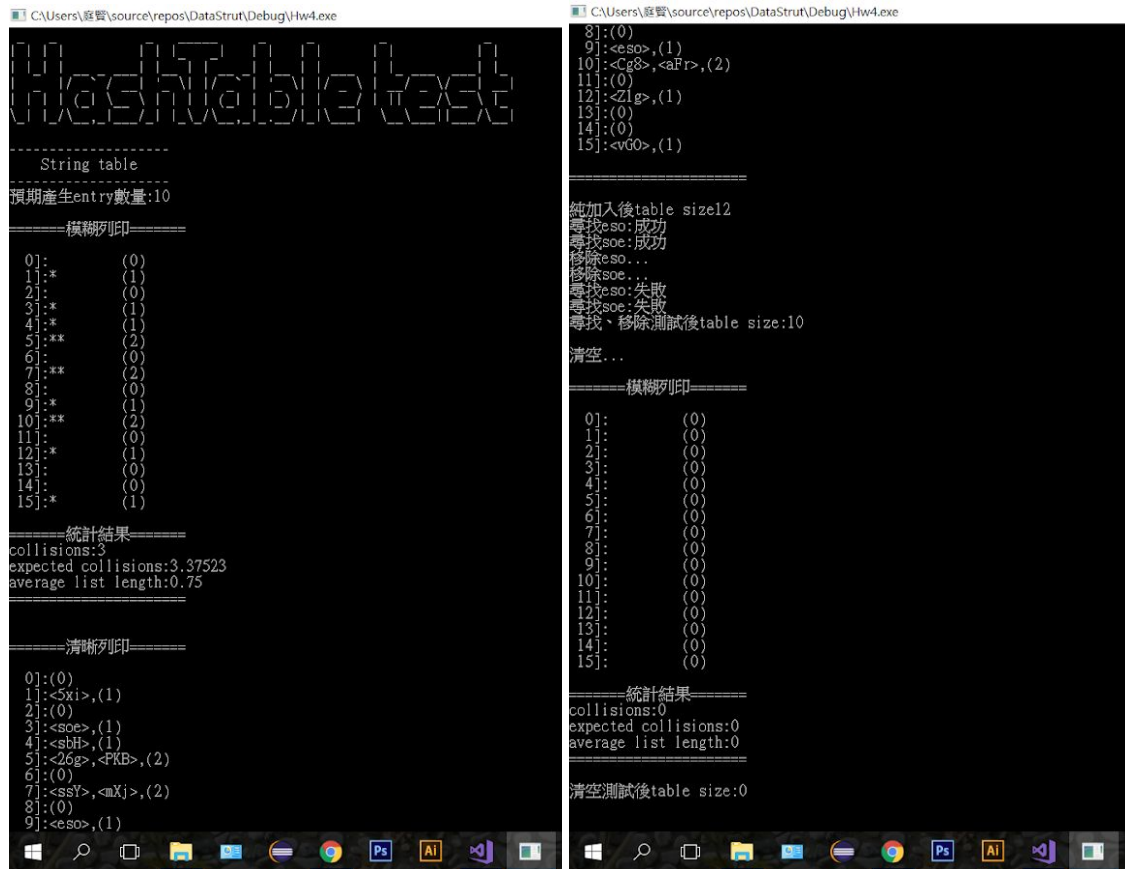 C:\Users\庭賢\source\repos\DataStrut\Debug\Hw4.exe
HashTable test
--------------------
String table
--------------------
預期產生entry數量:10
=======模糊列印=======
0]: (0)
1]:* (1)
2]: (0)
3]:* (1)
4]:* (1)
5]:** (2)
6]: (0)
7]:** (2)
8]: (0)
9]:* (1)
10]:** (2)
11]: (0)
12]:* (1)
13]: (0)
14]: (0)
15]:* (1)
=======統計結果=======
collisions:3
expected collisions:3.37523
average list length:0.75
======================
=======清晰列印=======
0]:(0)
1]:<5xi>,(1)
2]:(0)
3]:<soe>,(1)
4]:<sbH>,(1)
5]:<26g>,<PKB>,(2)
6]:(0)
7]:<ssY>,<mXj>,(2)
8]:(0)
9]:<eso>,(1)
Ps
Ai
C:\Users\庭賢\source\repos\DataStrut\Debug\Hw4.exe
8]:(0)
9]:<eso>,(1)
10]:<Cg8>,<aFr>,(2)
11]:(0)
12]:<Zlg>,(1)
13]:(0)
14]:(0)
15]:<vGO>,(1)
======================
純加入後table size12
尋找eso:成功
尋找soe:成功
移除eso...
移除soe...
尋找eso:失敗
尋找soe:失敗
尋找、移除測試後table size:10
清空...
=======模糊列印=======
0]: (0)
1]: (0)
2]: (0)
3]: (0)
4]: (0)
5]: (0)
6]: (0)
7]: (0)
8]: (0)
9]: (0)
10]: (0)
11]: (0)
12]: (0)
13]: (0)
14]: (0)
15]: (0)
=======統計結果=======
collisions:0
expected collisions:0
average list length:0
======================
清空測試後table size:0
Ps
Ai